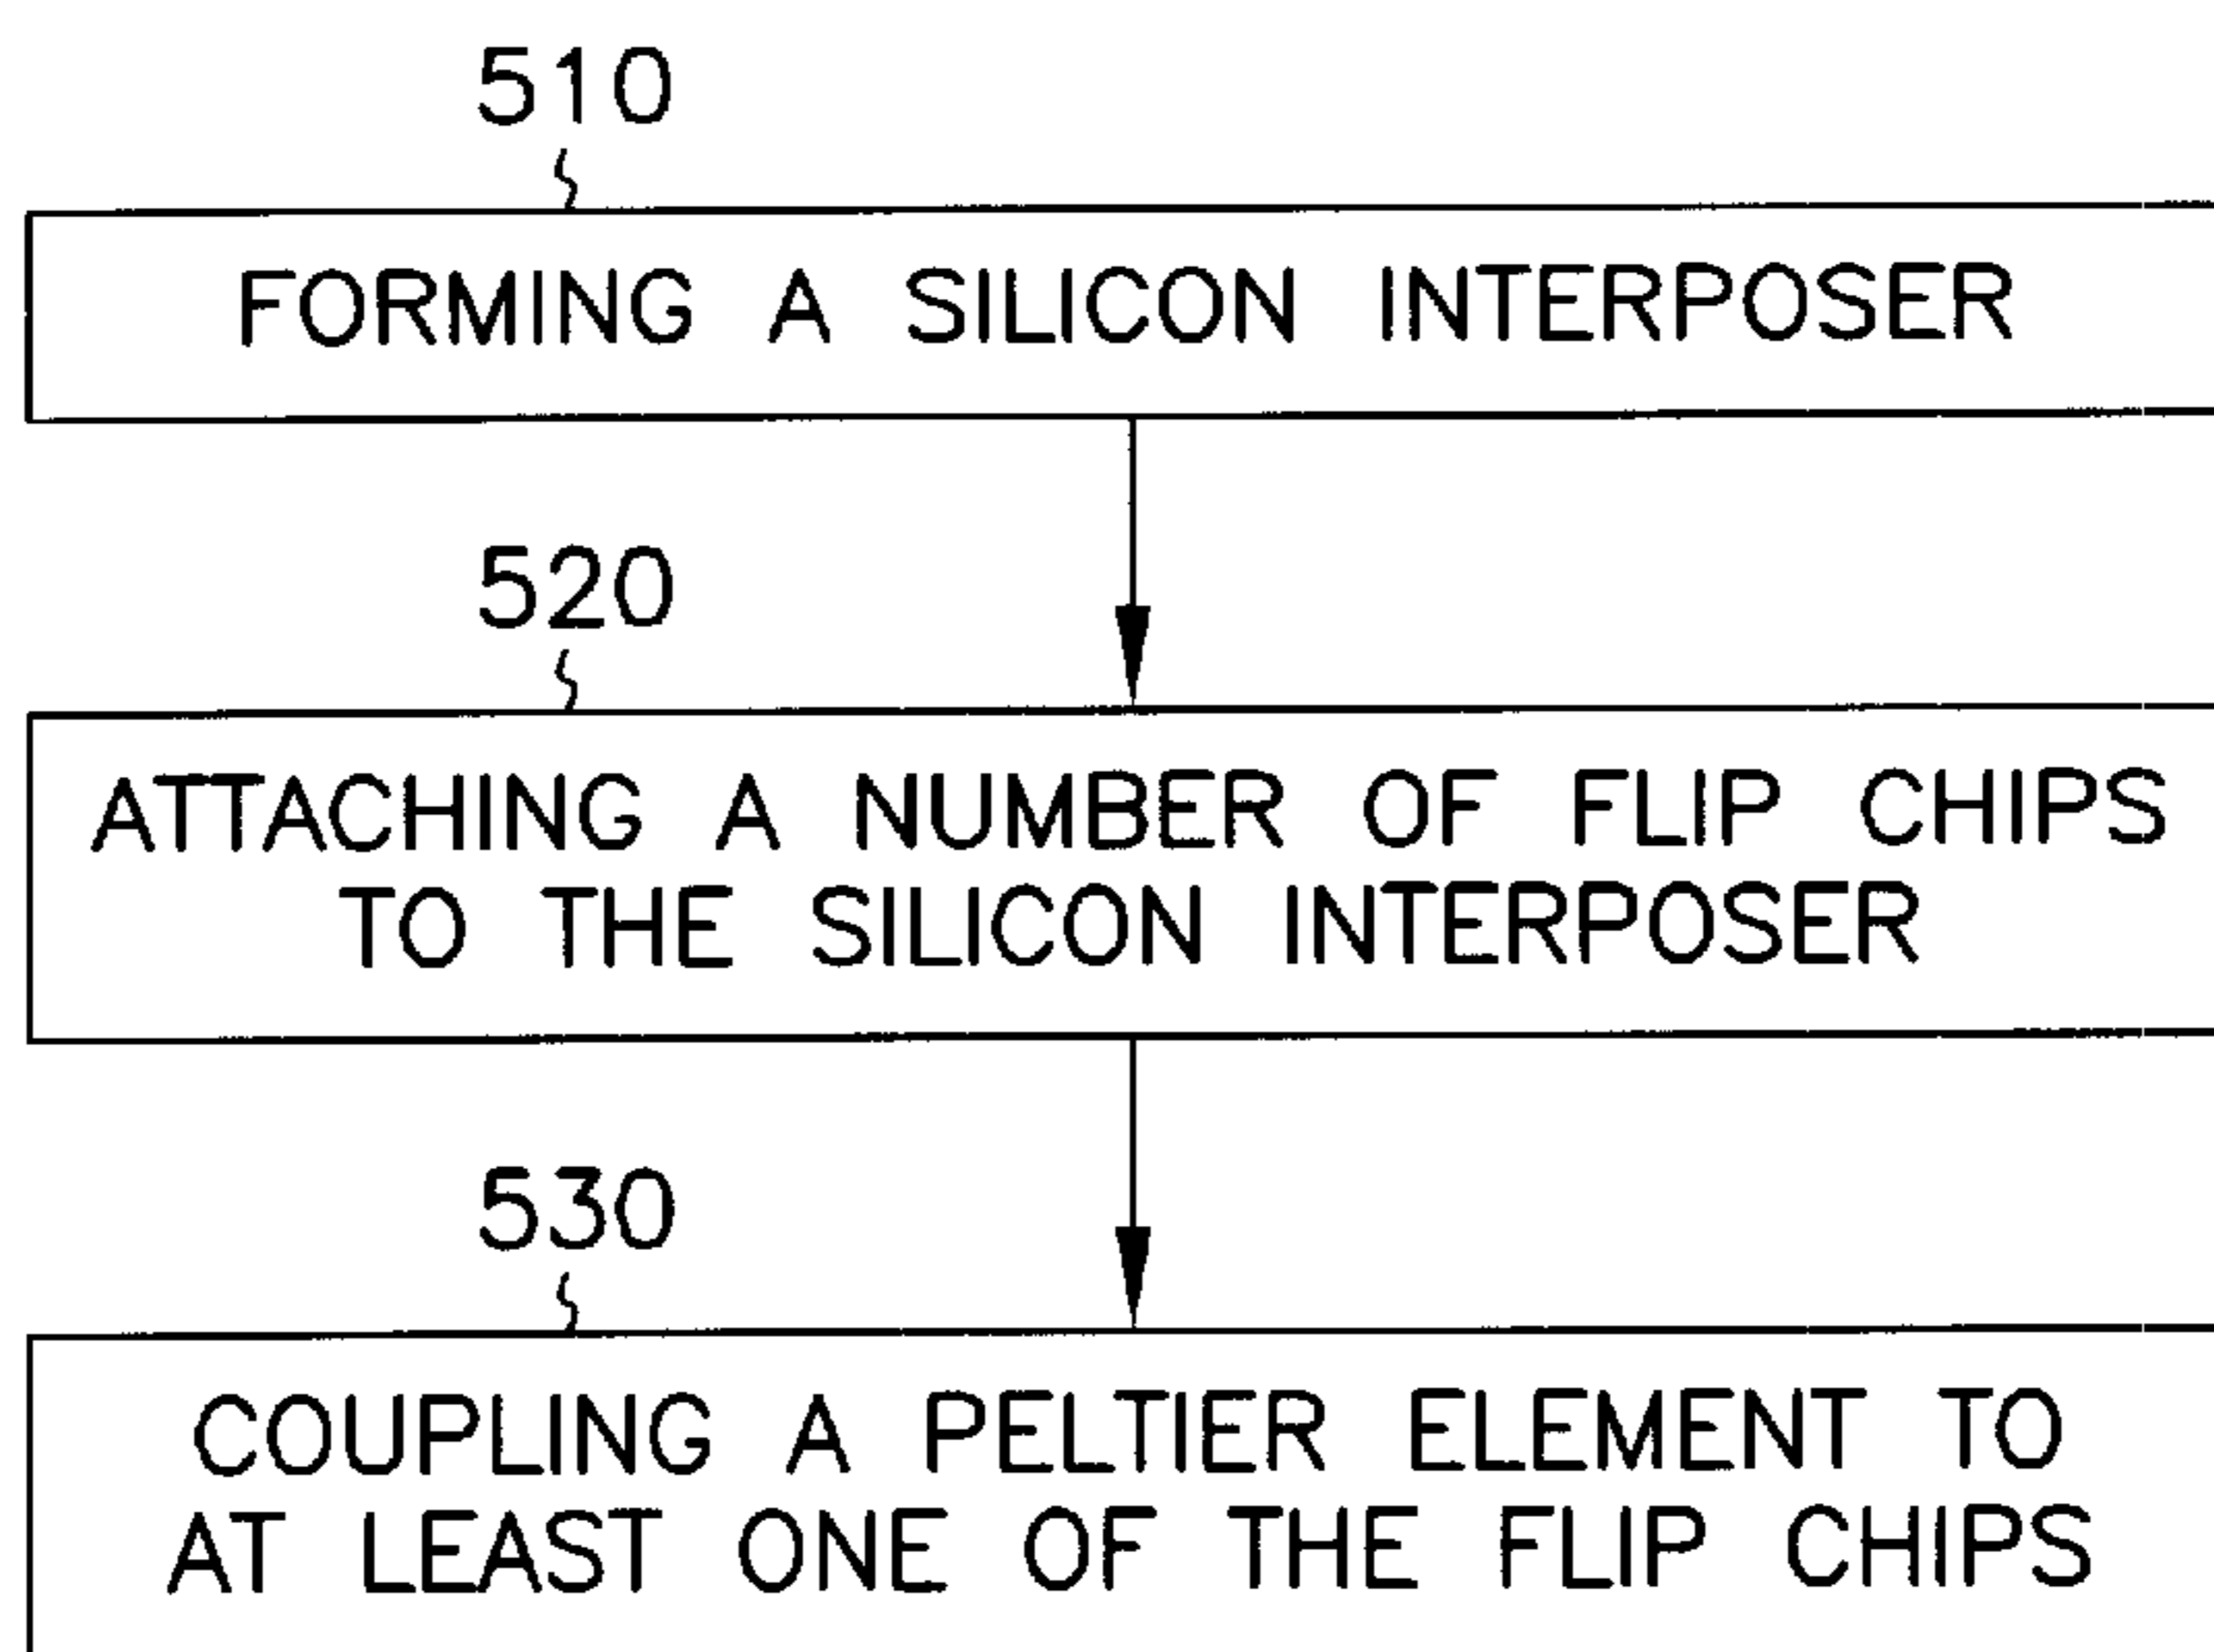 510
FORMING A SILICON INTERPOSER
520
ATTACHING A NUMBER OF FLIP CHIPS
TO THE SILICON INTERPOSER
530
COUPLING A PELTIER ELEMENT TO
AT LEAST ONE OF THE FLIP CHIPS